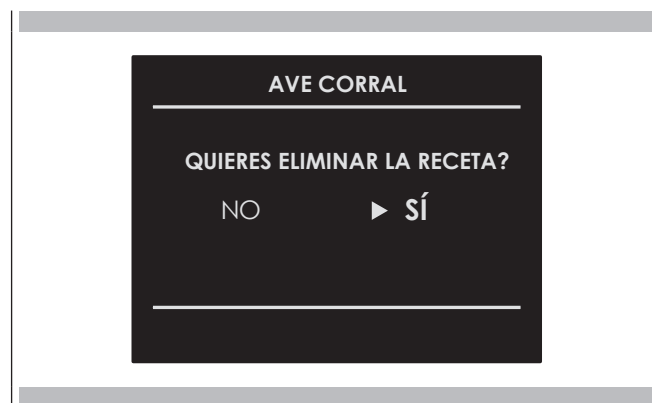 AVE CORRAL
QUIERES ELIMINAR LA RECETA?
NO ▶ SÍ